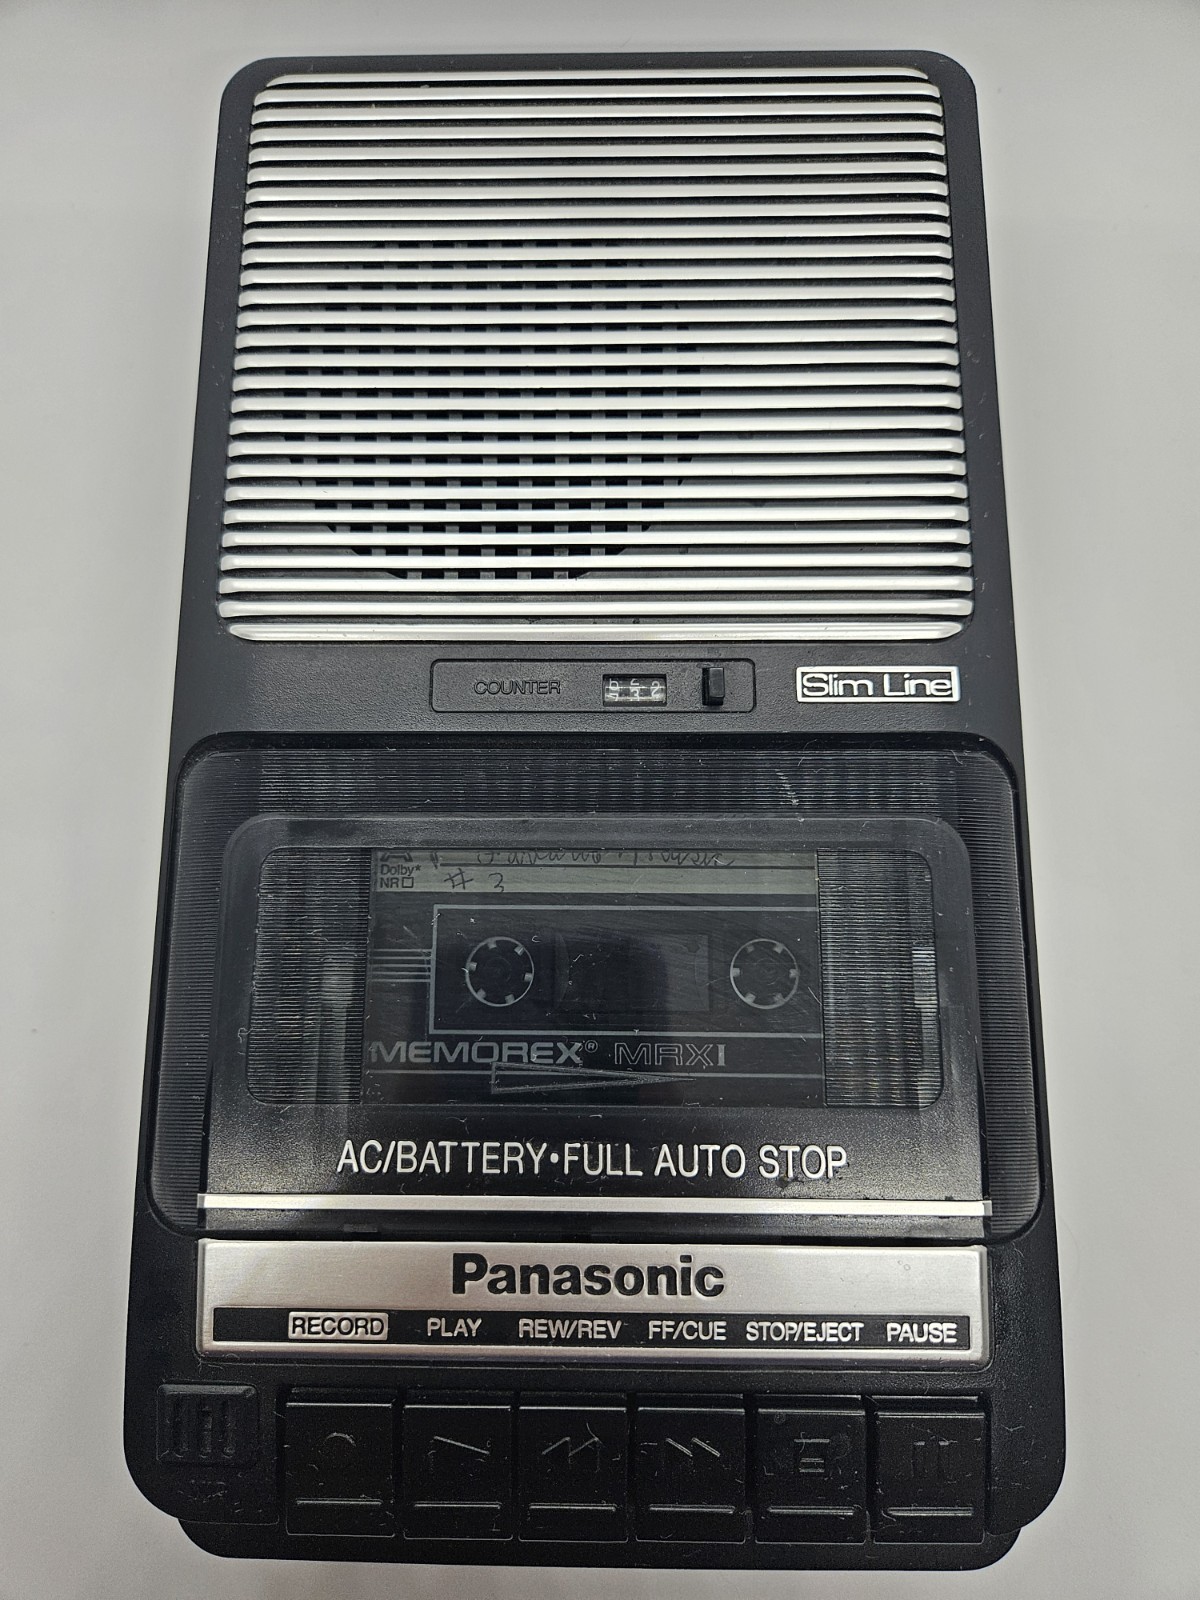 COUNTER
Slim Line
Dolby*
NR
# 3
MEMOREX® MRXI
AC/BATTERY•FULL AUTO STOP
Panasonic
RECORD PLAY REW/REV FF/CUE STOP/EJECT PAUSE